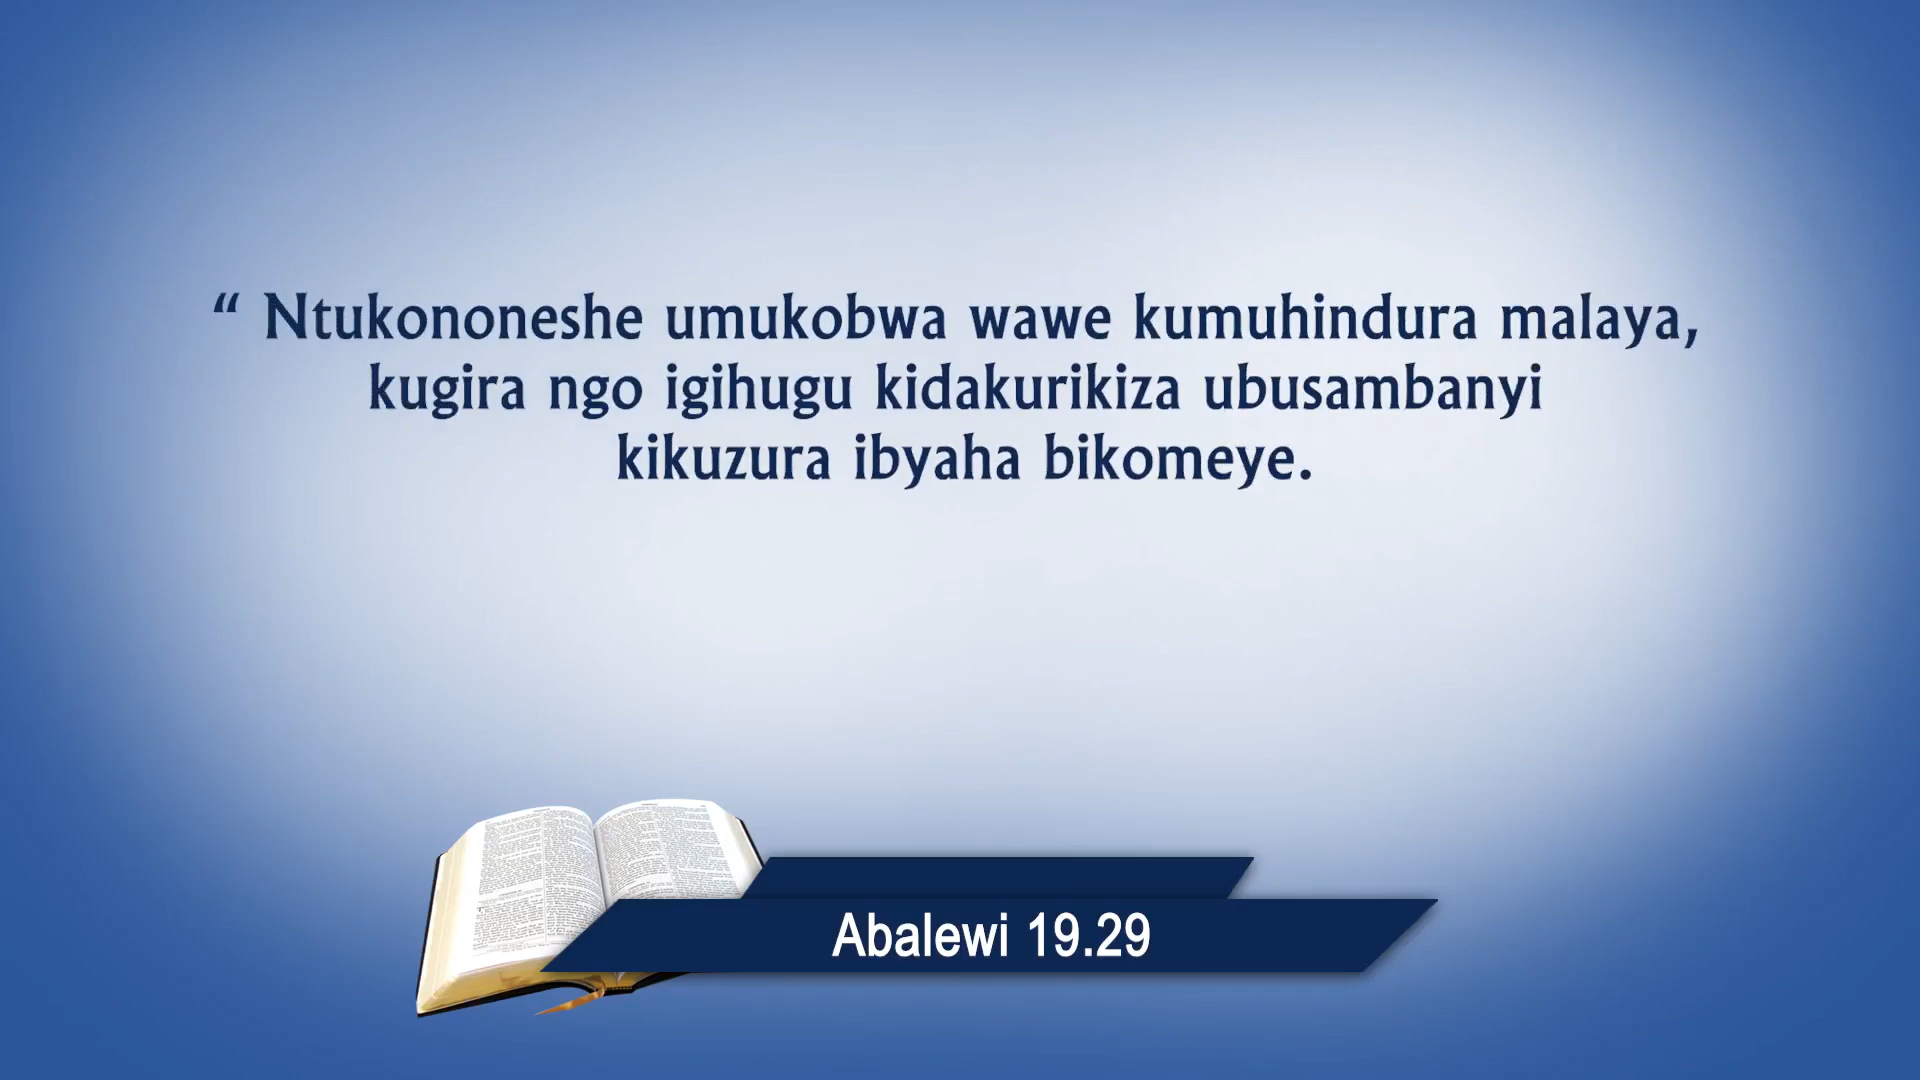 “ Ntukononeshe umukobwa wawe kumuhindura malaya,
kugira ngo igihugu kidakurikiza ubusambanyi
kikuzura ibyaha bikomeye.
Abalewi 19.29